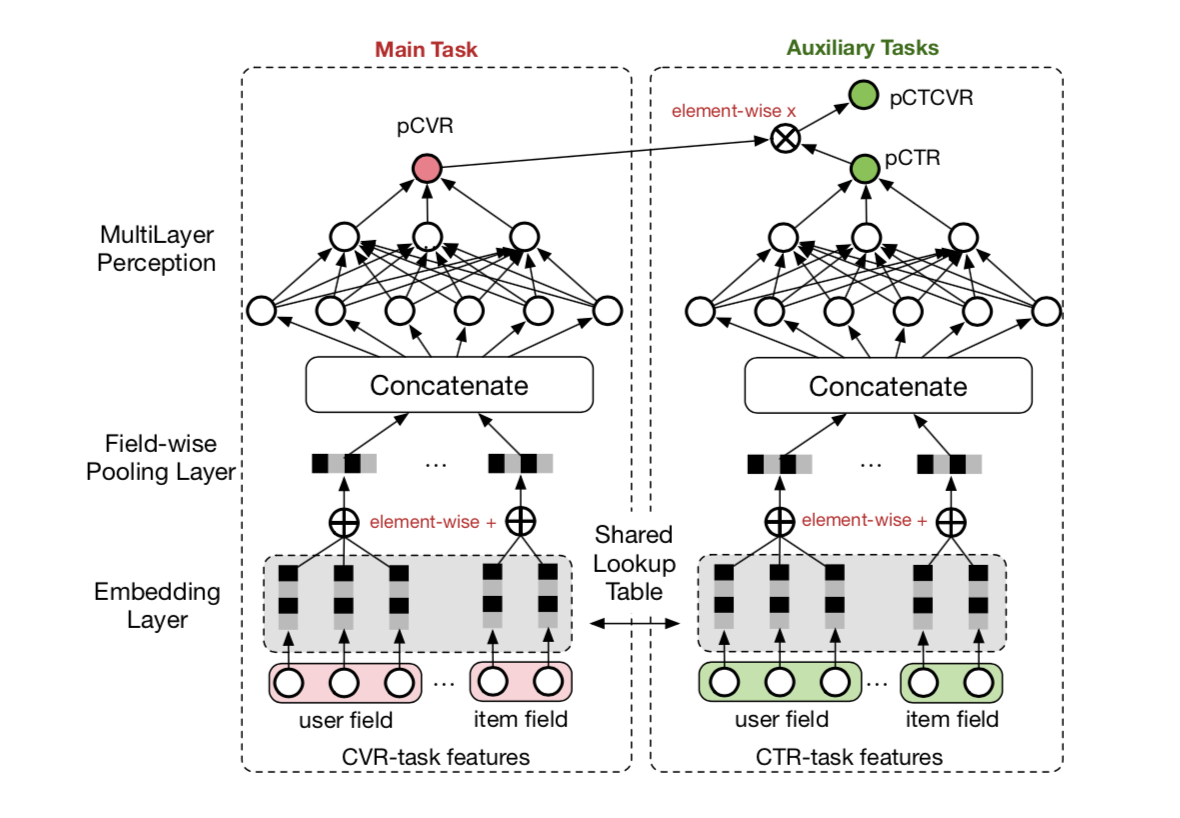 Main Task
Auxiliary Tasks
pCTCVR
element-wise x
pCVR
pCTR
MultiLayer
Perception
Concatenate
Concatenate
Field-wise
Pooling Layer
...
...
element-wise +
element-wise +
Shared
Lookup
Table
Embedding
Layer
...
...
user field
item field
user field
item field
CVR-task features
CTR-task features